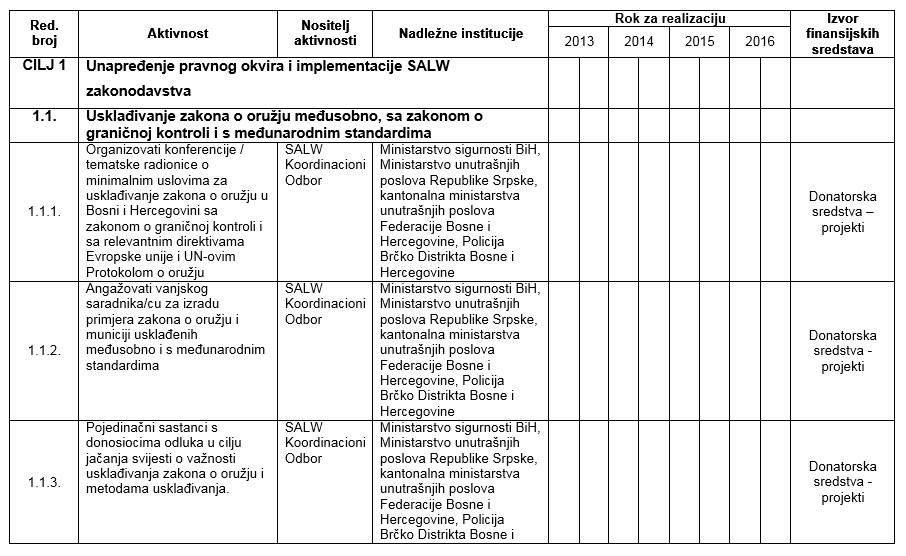 Red. broj
Aktivnost
Nositelj aktivnosti
Nadležne institucije
Rok za realizaciju
2013
2014
2015
2016
Izvor finansijskih sredstava
CILJ 1
Unapređenje pravnog okvira i implementacije SALW
zakonodavstva
1.1.
Usklađivanje zakona o oružju međusobno, sa zakonom o
graničnoj kontroli i s međunarodnim standardima
1.1.1.
Organizovati konferencije /
tematske radionice o
minimalnim uslovima za
usklađivanje zakona o oružju u
Bosni i Hercegovini sa
zakonom o graničnoj kontroli i
sa relevantnim direktivama
Evropske unije i UN-ovim
Protokolom o oružju
SALW
Koordinacioni
Odbor
Ministarstvo sigurnosti BiH,
Ministarstvo unutrašnjih
poslova Republike Srpske,
kantonalna ministarstva
unutrašnjih poslova
Federacije Bosne i
Hercegovine, Policija
Brčko Distrikta Bosne i
Hercegovine
Donatorska
sredstva –
projekti
1.1.2.
Angažovati vanjskog
saradnika/cu za izradu
primjera zakona o oružju i
municiji usklađenih
međusobno i s međunarodnim
standardima
SALW
Koordinacioni
Odbor
Ministarstvo sigurnosti BiH,
Ministarstvo unutrašnjih
poslova Republike Srpske,
kantonalna ministarstva
unutrašnjih poslova
Federacije Bosne i
Hercegovine, Policija
Brčko Distrikta Bosne i
Hercegovine
Donatorska
sredstva -
projekti
1.1.3.
Pojedinačni sastanci s
donosiocima odluka u cilju
jačanja svijesti o važnosti
usklađivanja zakona o oružju i
metodama usklađivanja.
SALW
Koordinacioni
Odbor
Ministarstvo sigurnosti BiH,
Ministarstvo unutrašnjih
poslova Republike Srpske,
kantonalna ministarstva
unutrašnjih poslova
Federacije Bosne i
Hercegovine, Policija
Brčko Distrikta Bosne i
Donatorska
sredstva -
projekti